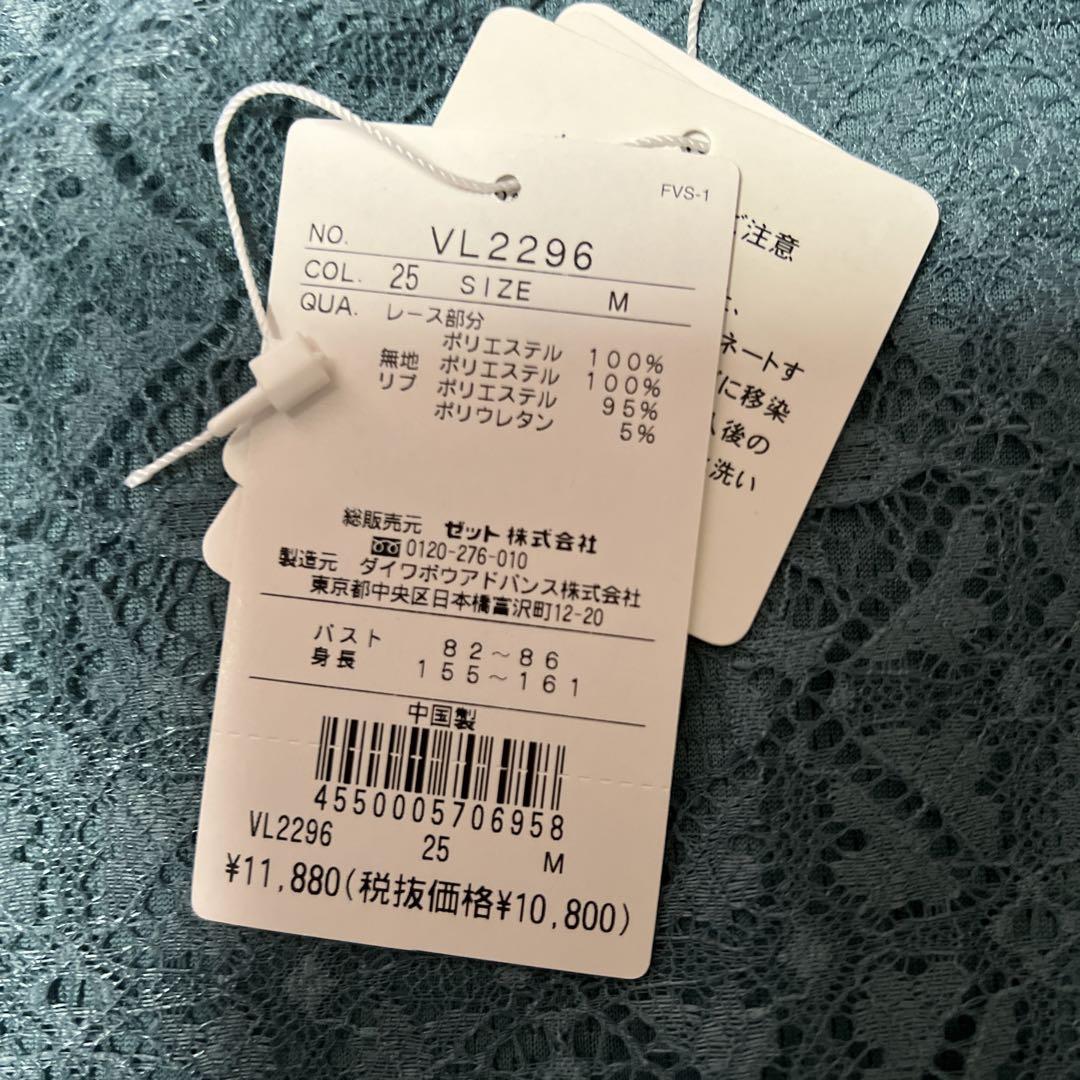 FVS-1
NO. VL2296
COL. 25 SIZE M
QUA. レース部分
ポリエステル 100%
無地 ポリエステル 100%
リブ ポリエステル 95%
ポリウレタン 5%
総販売元 ゼット株式会社
0120-276-010
製造元 ダイワボウアドバンス株式会社
東京都中央区日本橋富沢町12-20
バスト 82～86
身長 155～161
中国製
4550005706958
VL2296 25 M
¥11,880(税抜価格¥10,800)
ご注意
ネートす
に移染
後の
洗い